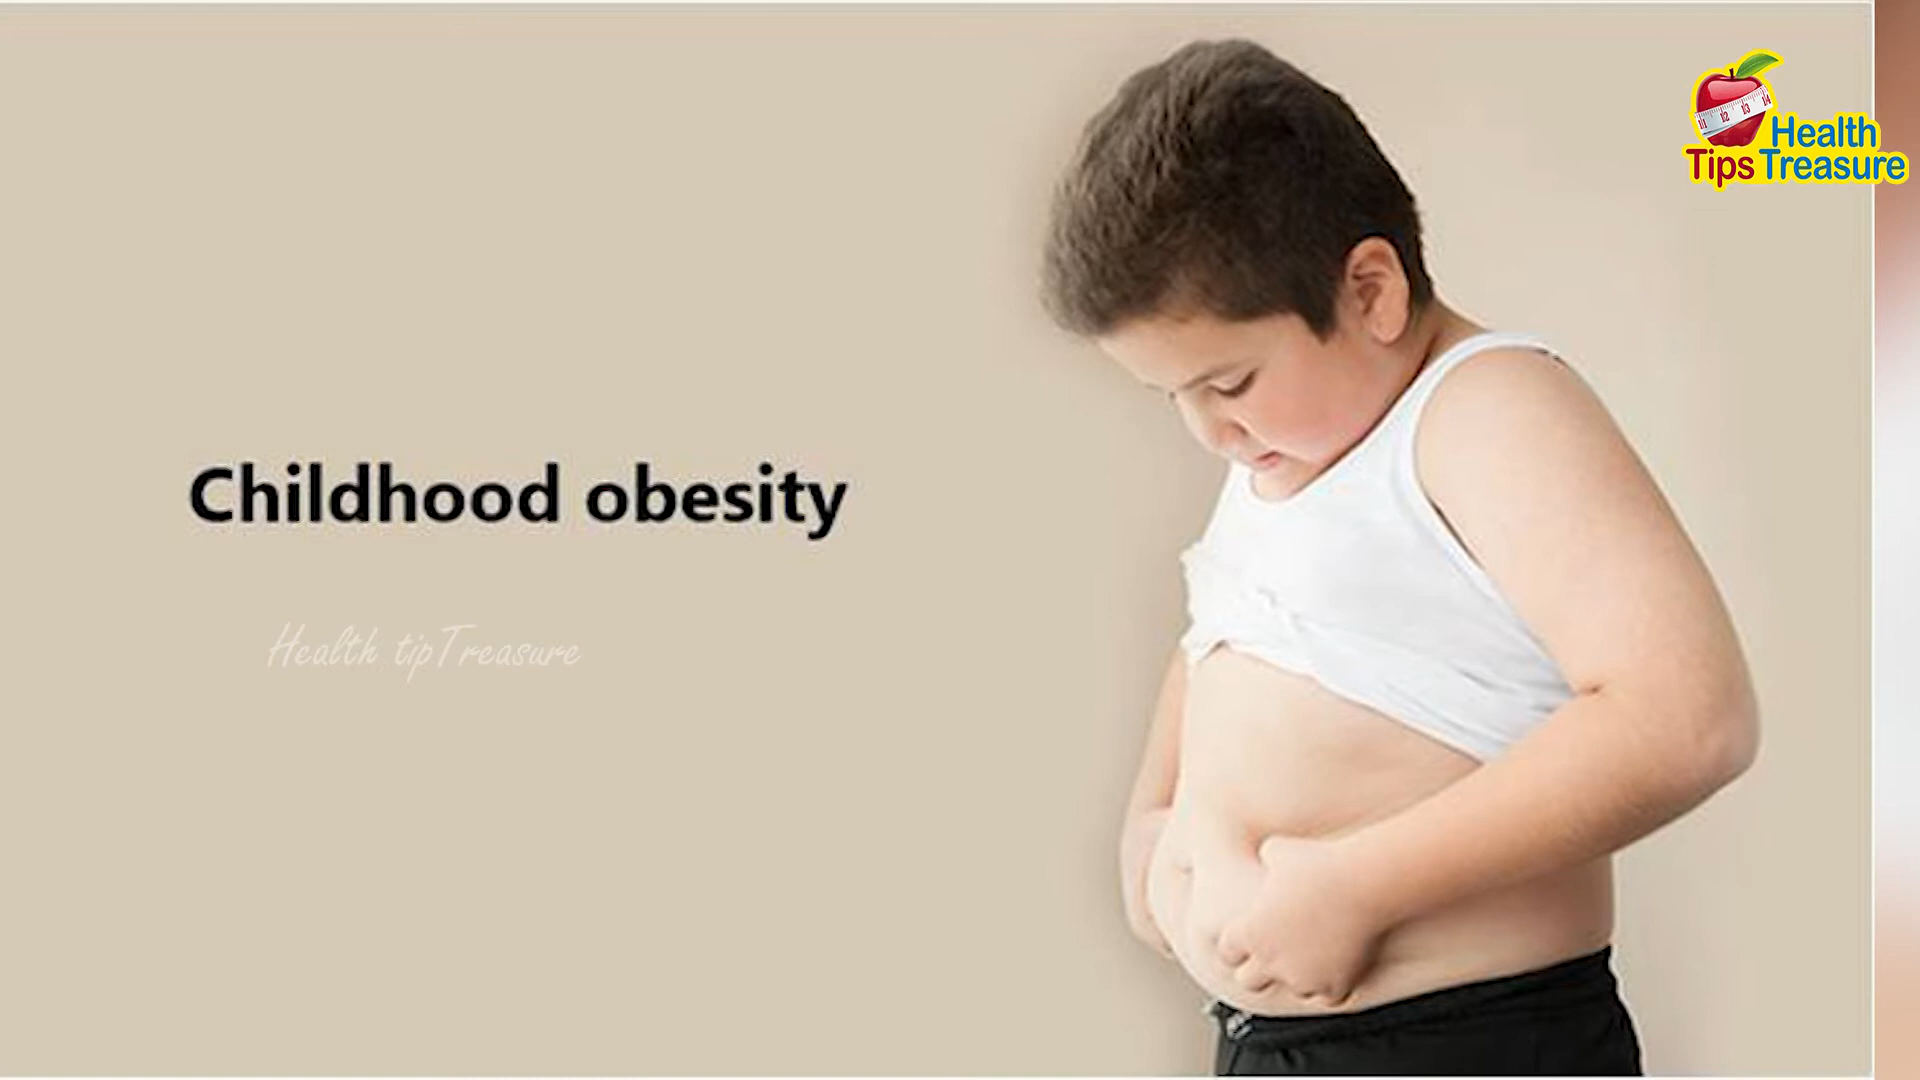 Health
Tips Treasure
Childhood obesity
Health tipTreasure